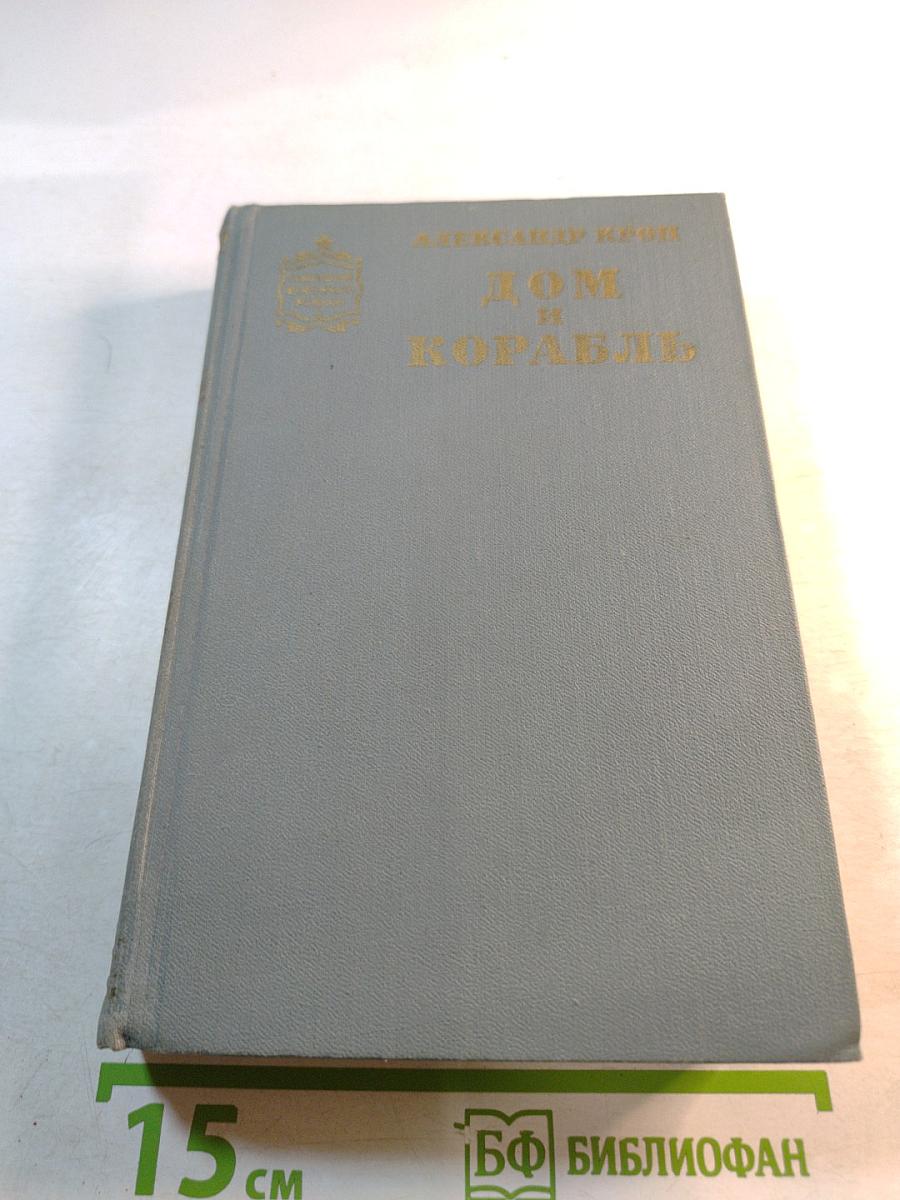 АЛЕКСАНДР КРОН
ДОМ
И
КОРАБЛЬ
15 см
БФ БИБЛИОФАН